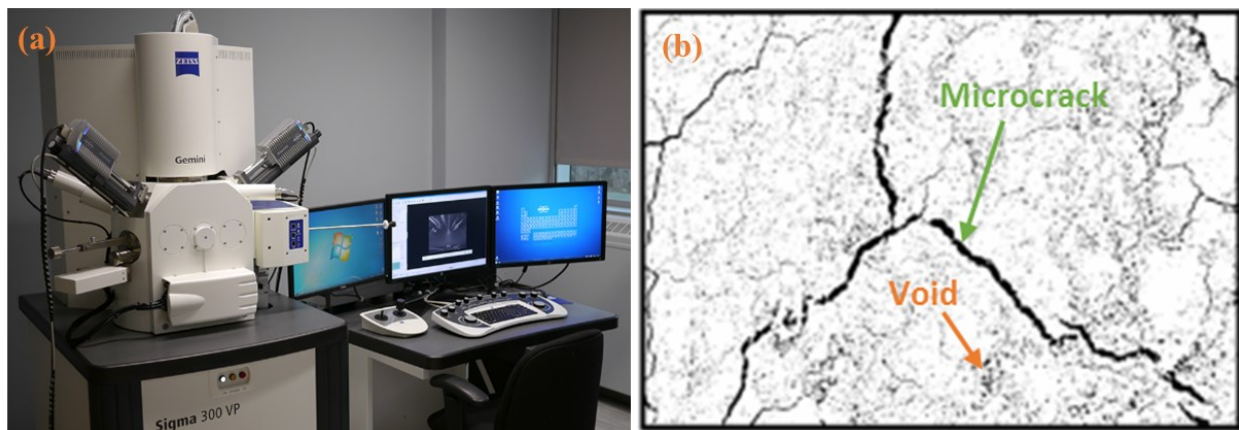 (a)
ZEISS
Gemini
Sigma 300 VP
(b)
Microcrack
Void